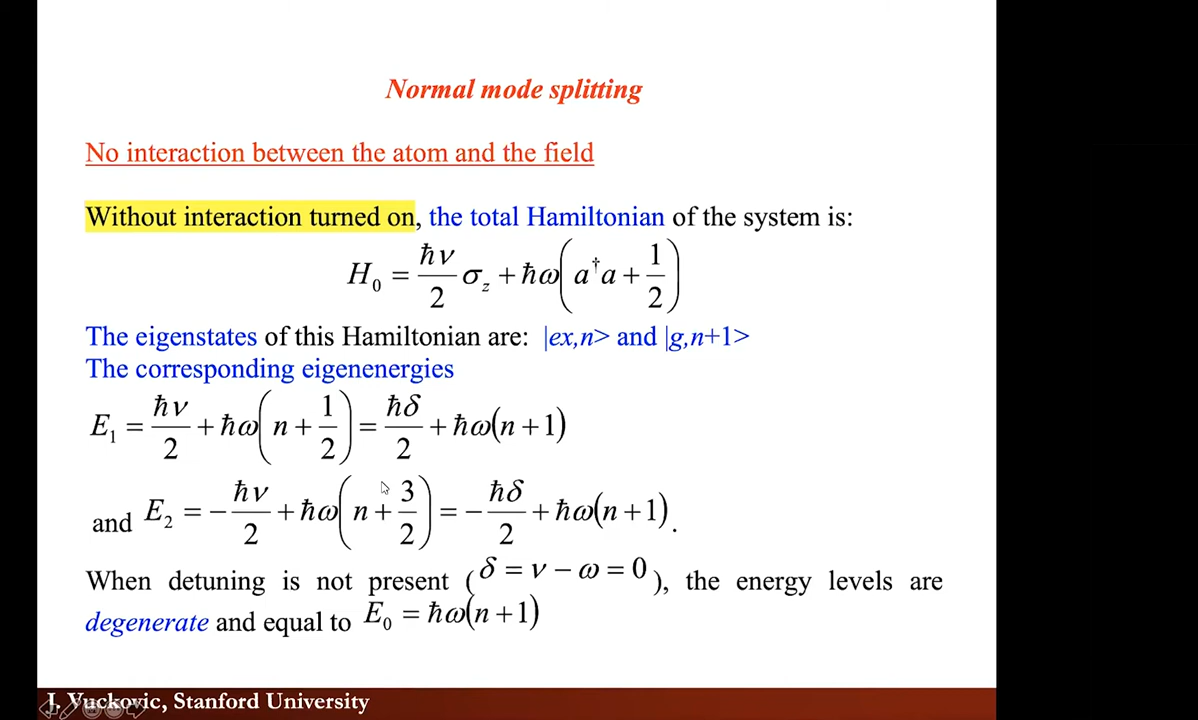 Normal mode splitting
No interaction between the atom and the field
Without interaction turned on, the total Hamiltonian of the system is:
H₀ = ħν/2 σ_z + ħω(a†a + 1/2)
The eigenstates of this Hamiltonian are: |ex,n> and |g,n+1>
The corresponding eigenenergies
E₁ = ħν/2 + ħω(n + 1/2) = ħδ/2 + ħω(n + 1)
and E₂ = −ħν/2 + ħω(n + 3/2) = −ħδ/2 + ħω(n + 1).
When detuning is not present (δ = ν − ω = 0), the energy levels are
degenerate and equal to E₀ = ħω(n + 1)
J. Vuckovic, Stanford University